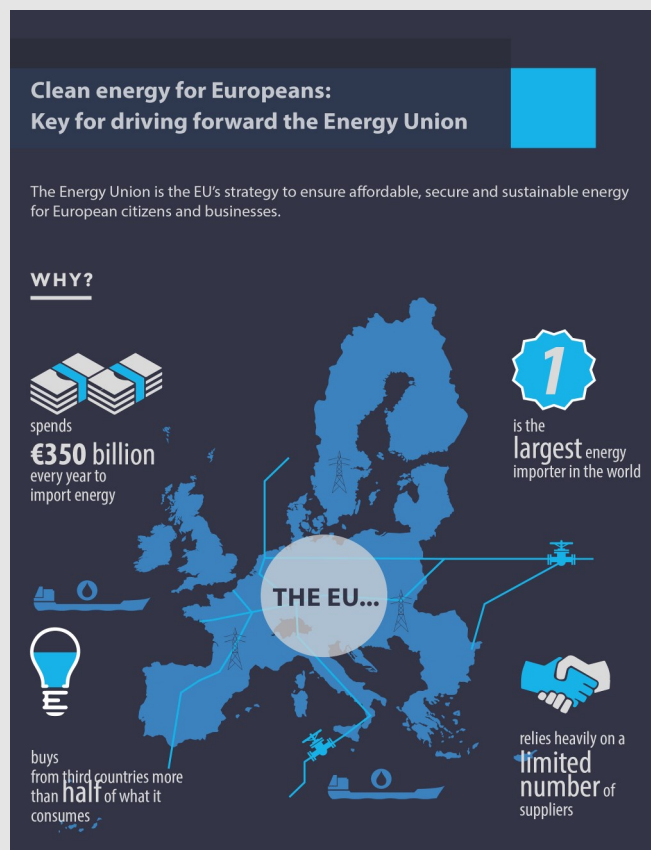 Clean energy for Europeans:
Key for driving forward the Energy Union
The Energy Union is the EU's strategy to ensure affordable, secure and sustainable energy
for European citizens and businesses.
WHY?
spends
€350 billion
every year to
import energy
1
is the
largest energy
importer in the world
THE EU...
buys
from third countries more
than half of what it
consumes
relies heavily on a
limited
number of
suppliers